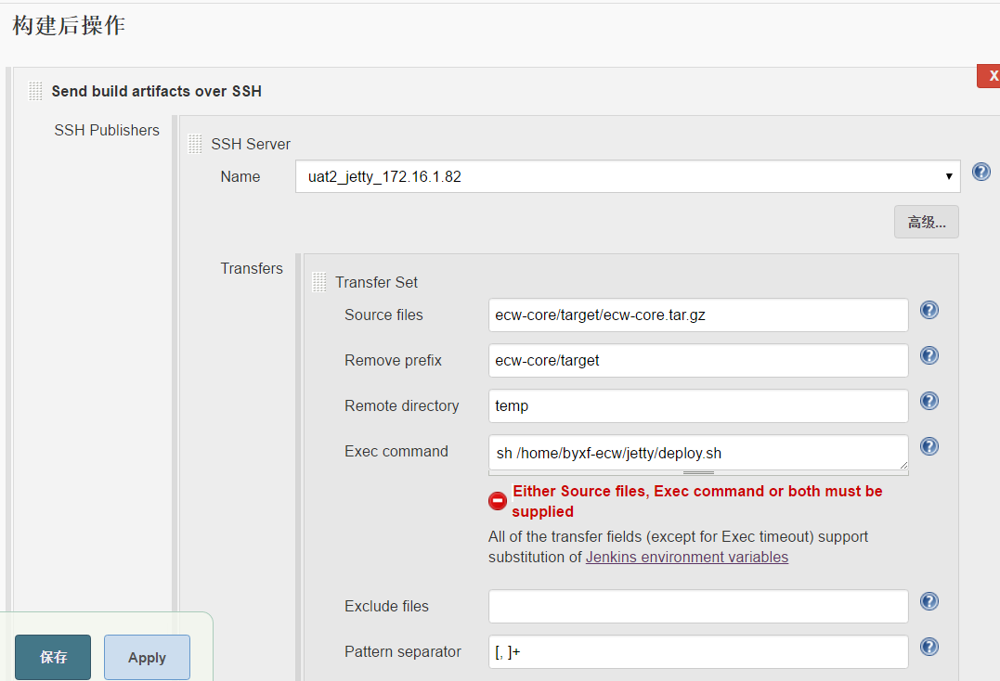 构建后操作
X
Send build artifacts over SSH
SSH Publishers
SSH Server
Name
uat2_jetty_172.16.1.82
高级...
Transfers
Transfer Set
Source files
ecw-core/target/ecw-core.tar.gz
Remove prefix
ecw-core/target
Remote directory
temp
Exec command
sh /home/byxf-ecw/jetty/deploy.sh
Either Source files, Exec command or both must be
supplied
All of the transfer fields (except for Exec timeout) support
substitution of Jenkins environment variables
Exclude files
Pattern separator
[, ]+
保存
Apply